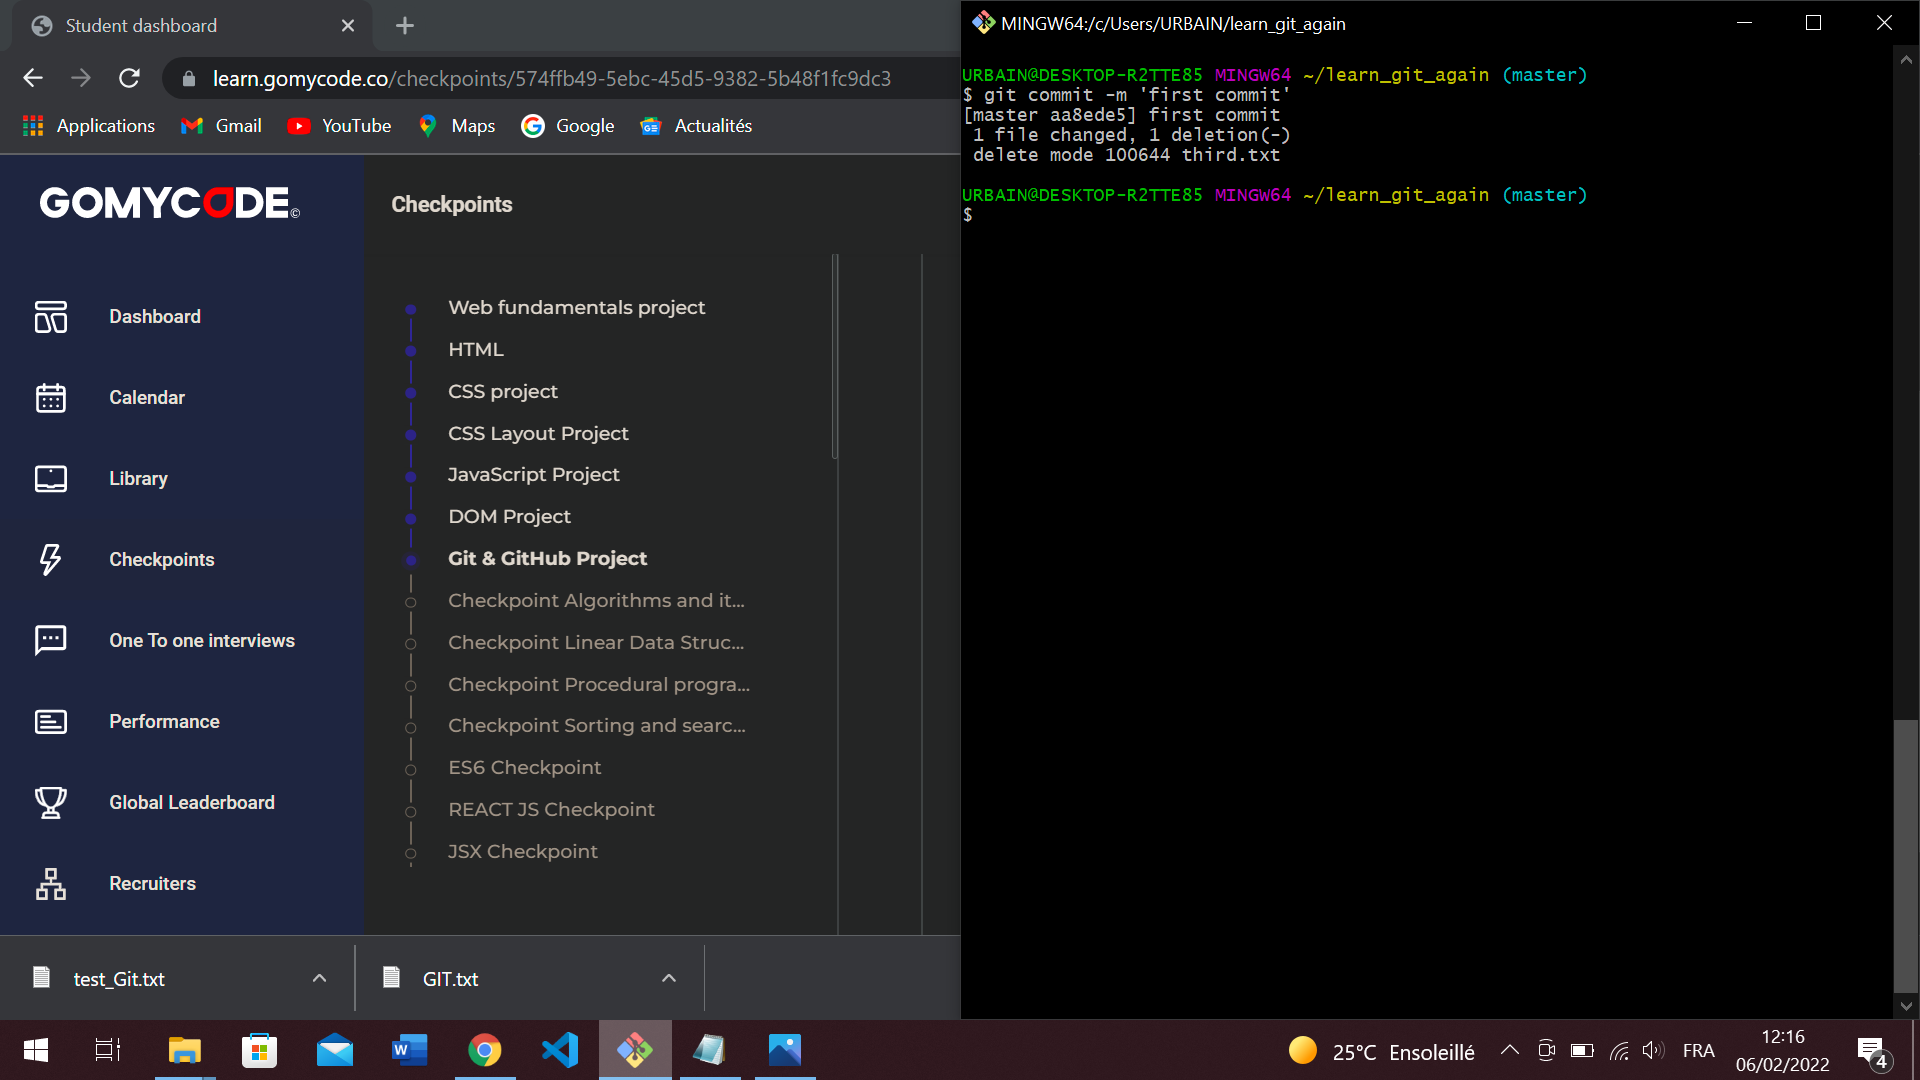 Student dashboard
learn.gomycode.co/checkpoints/574ffb49-5ebc-45d5-9382-5b48f1fc9dc3
Applications
Gmail
YouTube
Maps
Google
Actualités
GOMYCODE©
Dashboard
Calendar
Library
Checkpoints
One To one interviews
Performance
Global Leaderboard
Recruiters
Checkpoints
Web fundamentals project
HTML
CSS project
CSS Layout Project
JavaScript Project
DOM Project
Git & GitHub Project
Checkpoint Algorithms and it...
Checkpoint Linear Data Struc...
Checkpoint Procedural progra...
Checkpoint Sorting and searc...
ES6 Checkpoint
REACT JS Checkpoint
JSX Checkpoint
test_Git.txt
GIT.txt
MINGW64:/c/Users/URBAIN/learn_git_again
URBAIN@DESKTOP-R2TTE85 MINGW64 ~/learn_git_again (master)
$ git commit -m 'first commit'
[master aa8ede5] first commit
1 file changed, 1 deletion(-)
delete mode 100644 third.txt
URBAIN@DESKTOP-R2TTE85 MINGW64 ~/learn_git_again (master)
$
25°C Ensoleillé
FRA
12:16
06/02/2022
4